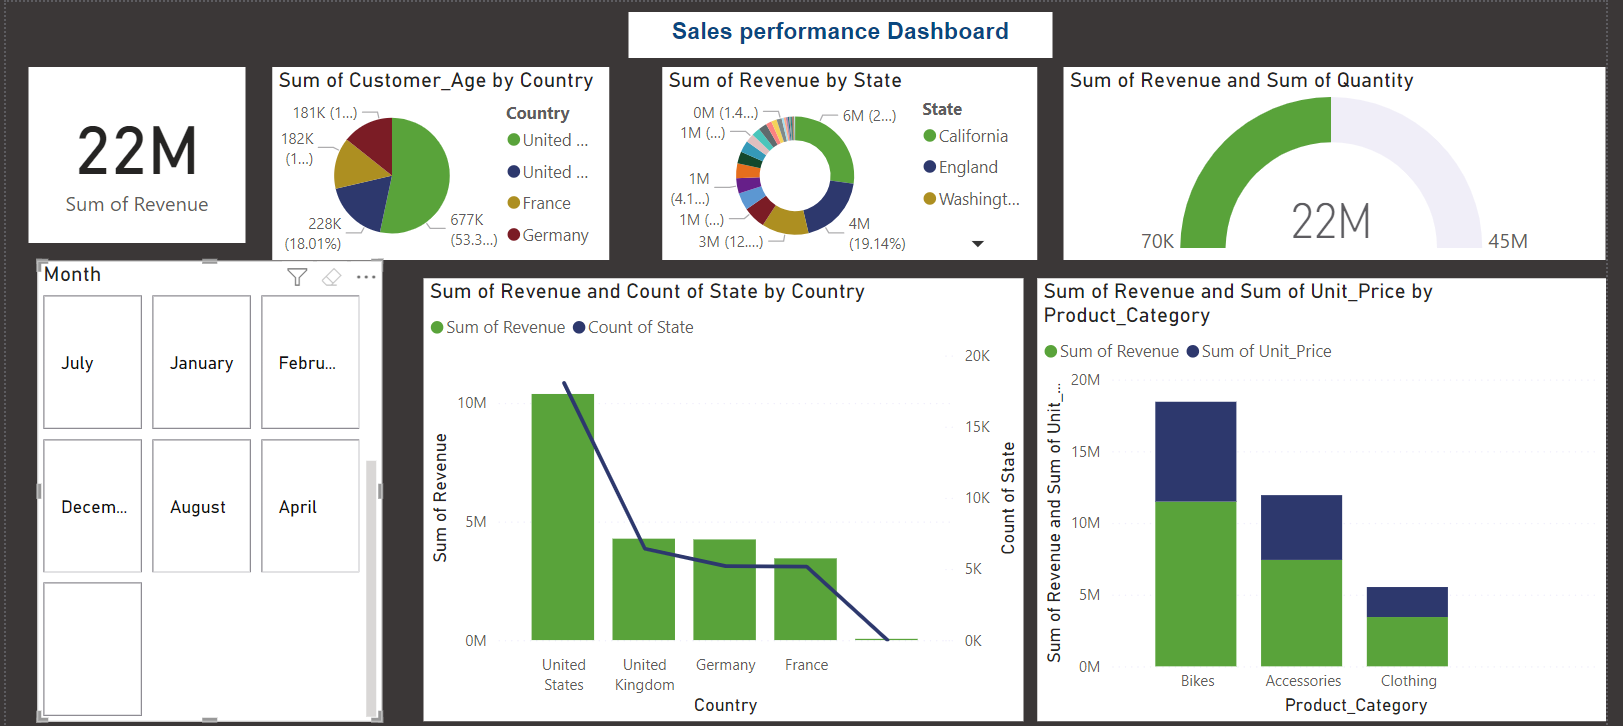 Sales performance Dashboard
22M
Sum of Revenue
Sum of Customer_Age by Country
181K (1...)
182K
(1...)
228K
(18.01%)
677K
(53.3...)
Country
United ...
United ...
France
Germany
Sum of Revenue by State
0M (1.4...)
1M (...)
1M
(4.1...)
1M (...)
3M (12....)
6M (2...)
4M
(19.14%)
State
California
England
Washingt...
Sum of Revenue and Sum of Quantity
22M
70K
45M
Month
July
January
Febru...
Decem...
August
April
Sum of Revenue and Count of State by Country
Sum of Revenue
Count of State
Sum of Revenue
10M
5M
0M
20K
15K
10K
5K
0K
Count of State
United
States
United
Kingdom
Germany
France
Country
Sum of Revenue and Sum of Unit_Price by
Product_Category
Sum of Revenue
Sum of Unit_Price
Sum of Revenue and Sum of Unit_...
20M
15M
10M
5M
0M
Bikes
Accessories
Clothing
Product_Category